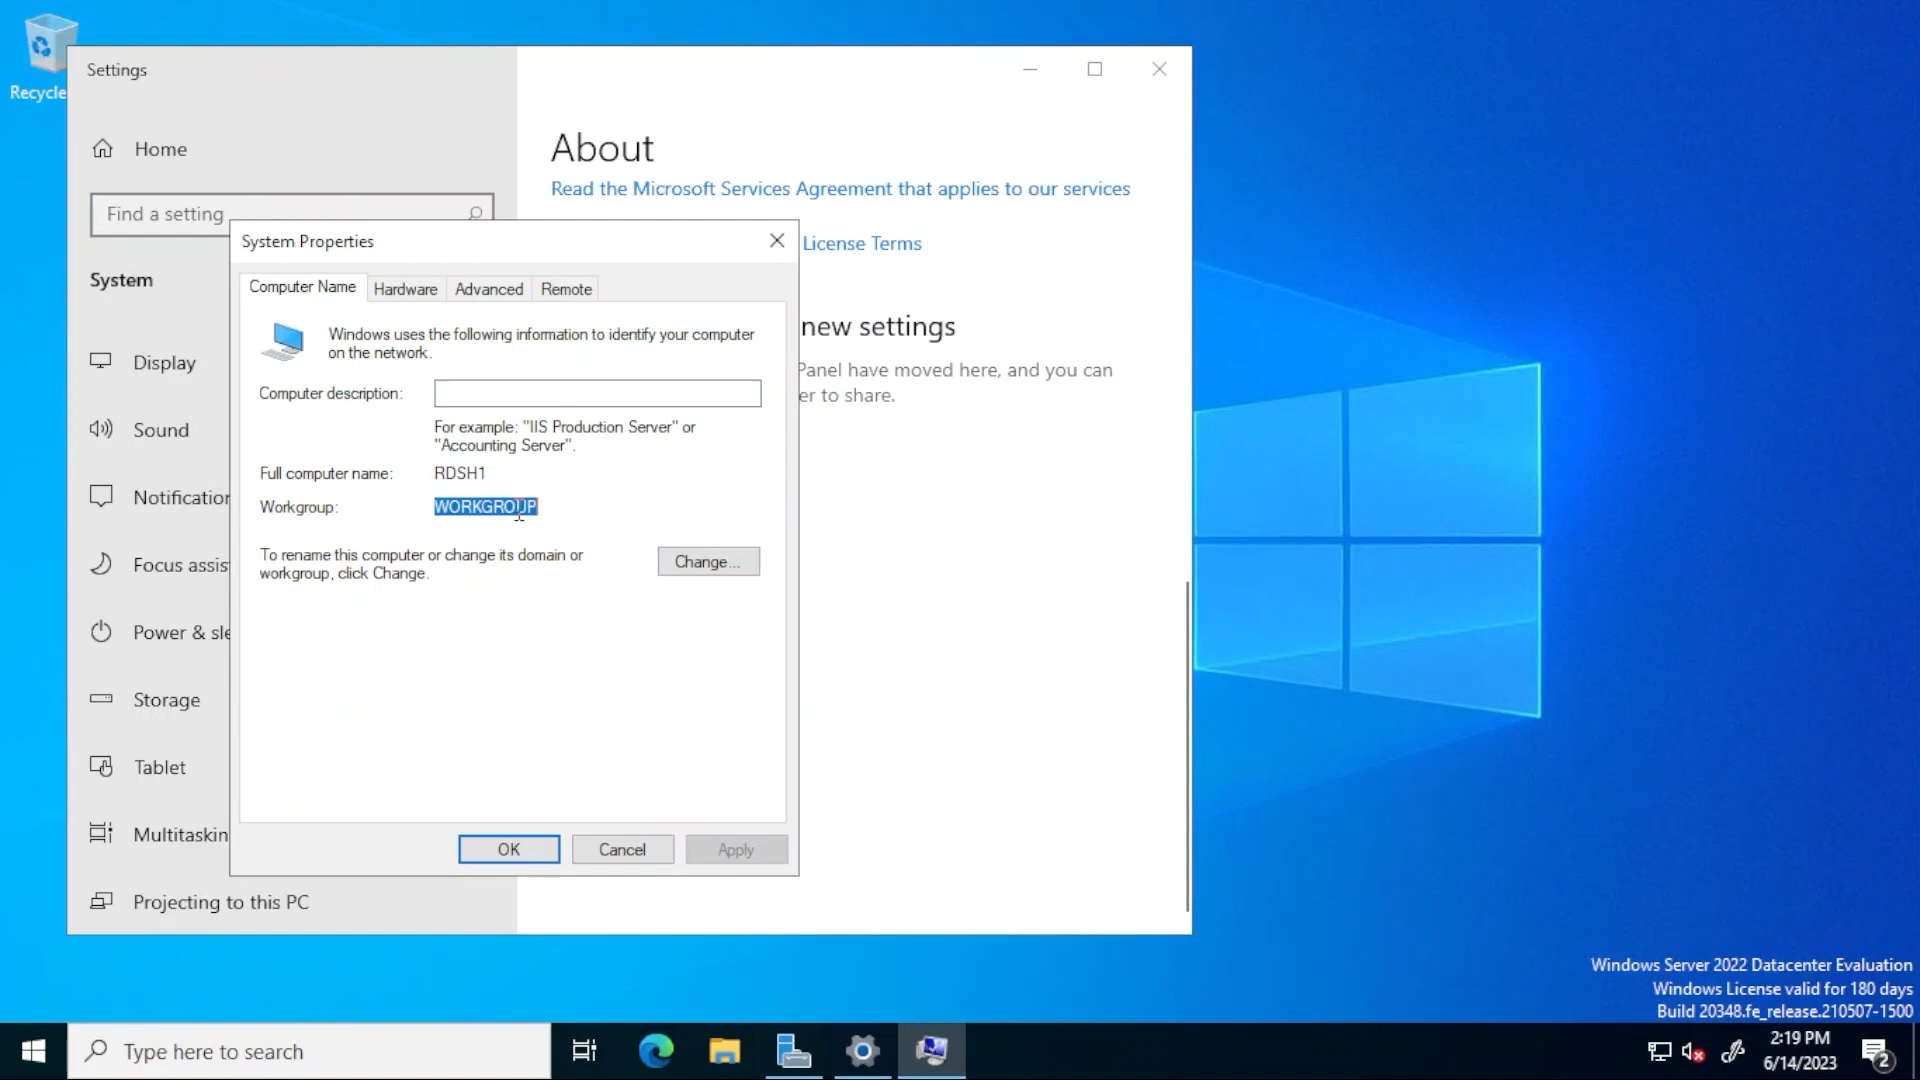 Recycle
Settings
Home
Find a setting
System
Display
Sound
Notification
Focus assis
Power & sle
Storage
Tablet
Multitaskin
Projecting to this PC
About
Read the Microsoft Services Agreement that applies to our services
License Terms
new settings
Panel have moved here, and you can
er to share.
System Properties
Computer Name Hardware Advanced Remote
Windows uses the following information to identify your computer
on the network.
Computer description:
For example: "IIS Production Server" or
"Accounting Server".
Full computer name: RDSH1
Workgroup: WORKGROUP
To rename this computer or change its domain or
workgroup, click Change.
Change...
OK Cancel Apply
Windows Server 2022 Datacenter Evaluation
Windows License valid for 180 days
Build 20348.fe_release.210507-1500
Type here to search
2:19 PM
6/14/2023
2